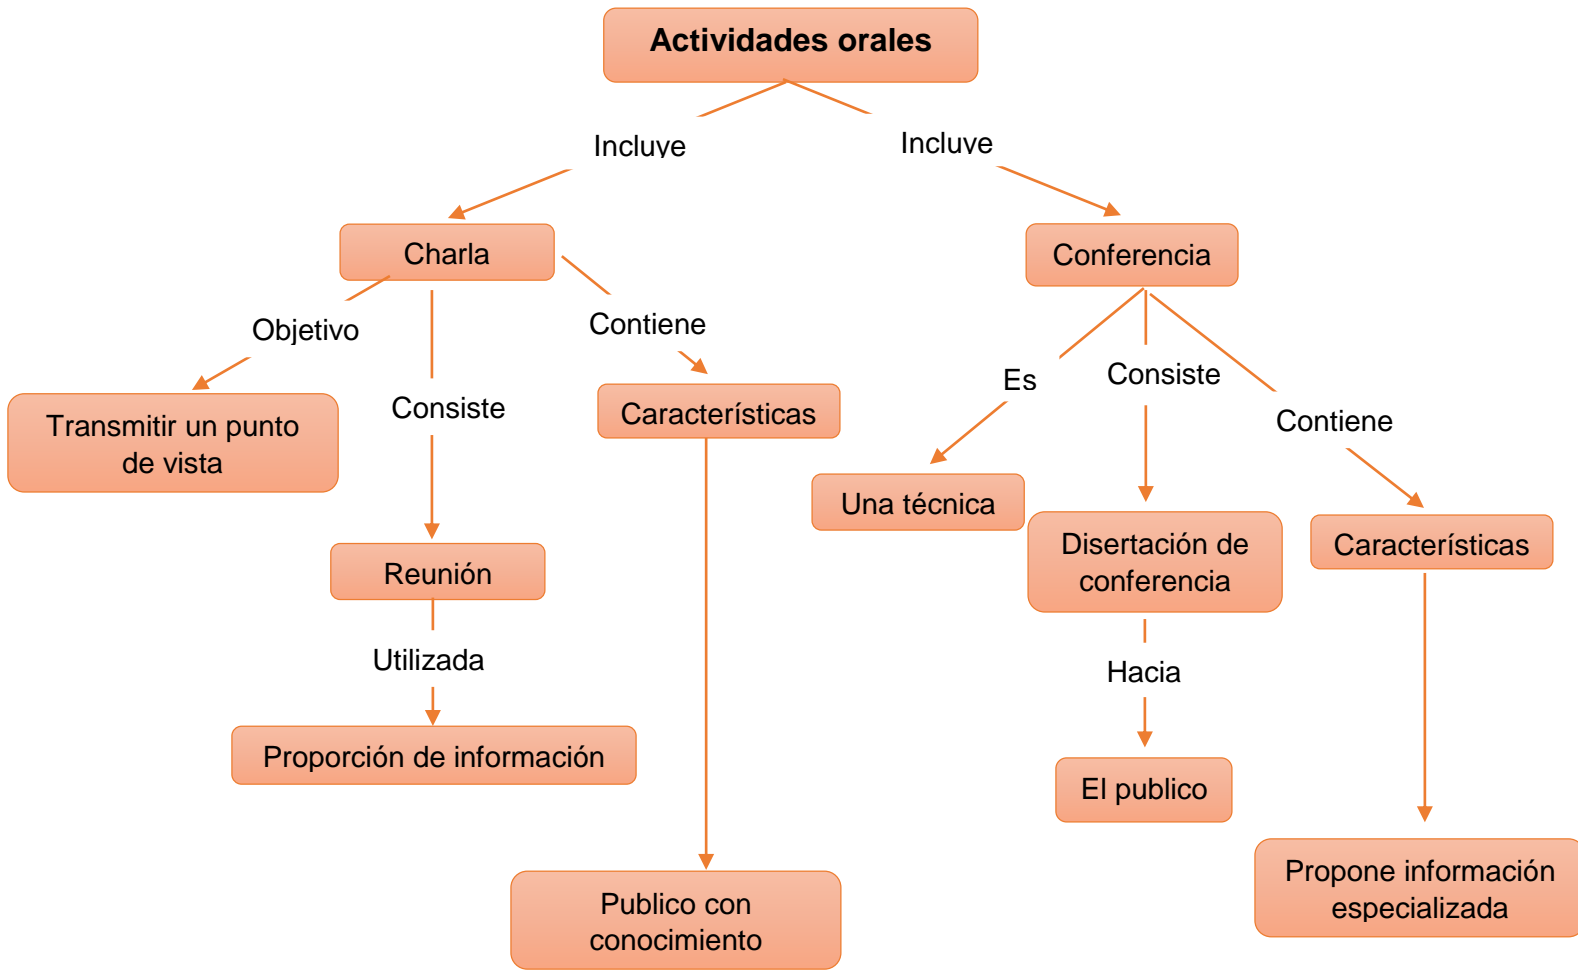 Actividades orales
Incluye
Incluye
Charla
Conferencia
Objetivo
Contiene
Consiste
Es
Consiste
Contiene
Transmitir un punto
de vista
Características
Una técnica
Disertación de
conferencia
Características
Reunión
Utilizada
Hacia
Proporción de información
El publico
Publico con
conocimiento
Propone información
especializada